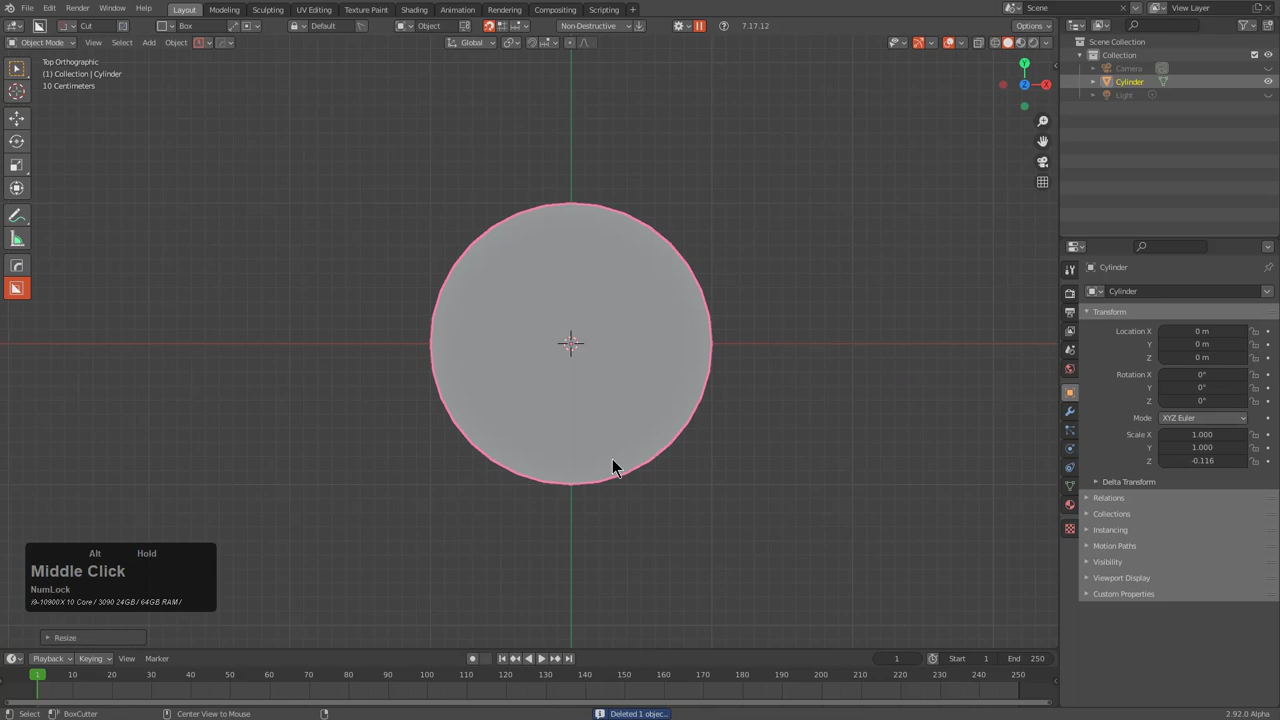 File Edit Render Window Help Layout Modeling Sculpting UV Editing Texture Paint Shading Animation Rendering Compositing Scripting + Scene View Layer
Cut Box Default Object Non-Destructive 7.17.12 Options
Object Mode View Select Add Object Global
Top Orthographic
(1) Collection | Cylinder
10 Centimeters
Y
Z
X
Scene Collection
Collection
Camera
Cylinder
Light
Cylinder
Cylinder
Transform
Location X 0 m
Y 0 m
Z 0 m
Rotation X 0°
Y 0°
Z 0°
Mode XYZ Euler
Scale X 1.000
Y 1.000
Z -0.116
Delta Transform
Relations
Collections
Instancing
Motion Paths
Visibility
Viewport Display
Custom Properties
Alt Hold
Middle Click
NumLock
i9-10900X 10 Core / 3090 24GB / 64GB RAM /
Resize
Playback Keying View Marker 1 Start 1 End 250
1 10 20 30 40 50 60 70 80 90 100 110 120 130 140 150 160 170 180 190 200 210 220 230 240 250
Select BoxCutter Center View to Mouse Deleted 1 objec... 2.92.0 Alpha